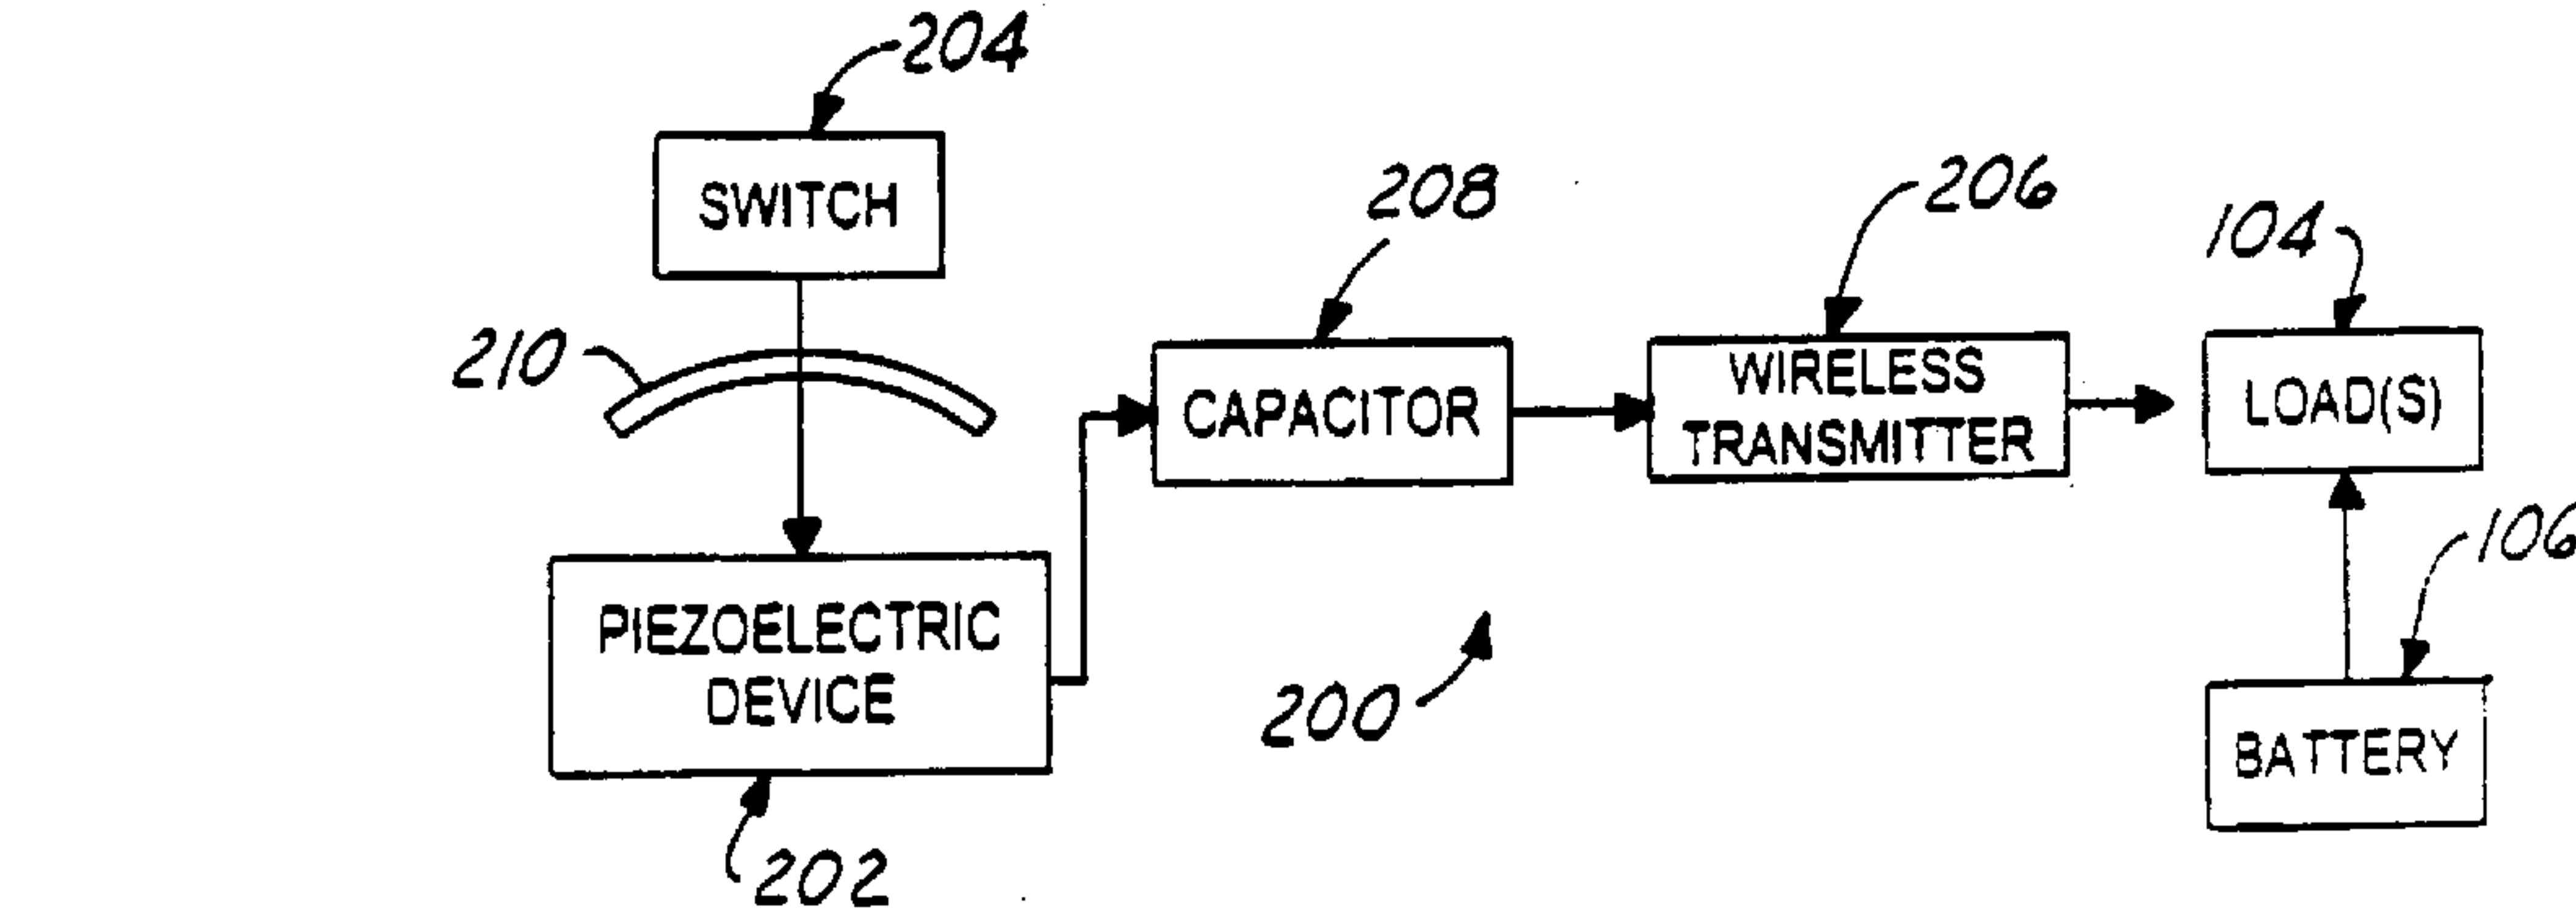 204
SWITCH
210
208
CAPACITOR
206
WIRELESS
TRANSMITTER
104
LOAD(S)
106
BATTERY
PIEZOELECTRIC
DEVICE
202
200